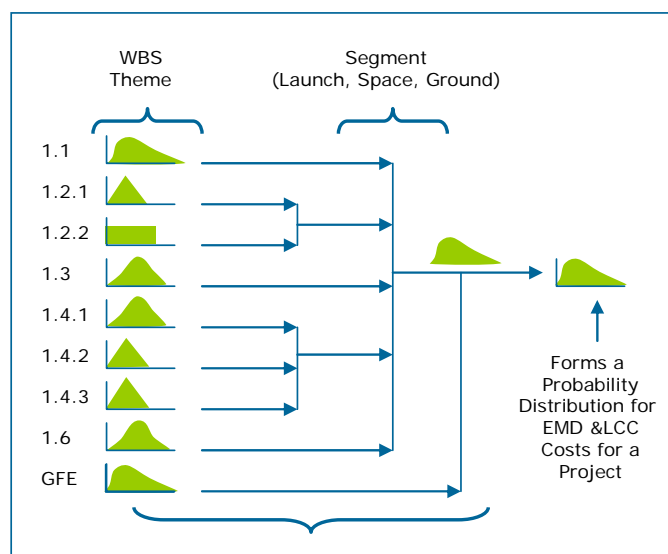 WBS
Theme
Segment
(Launch, Space, Ground)
1.1
1.2.1
1.2.2
1.3
1.4.1
1.4.2
1.4.3
1.6
GFE
Forms a
Probability
Distribution for
EMD &LCC
Costs for a
Project